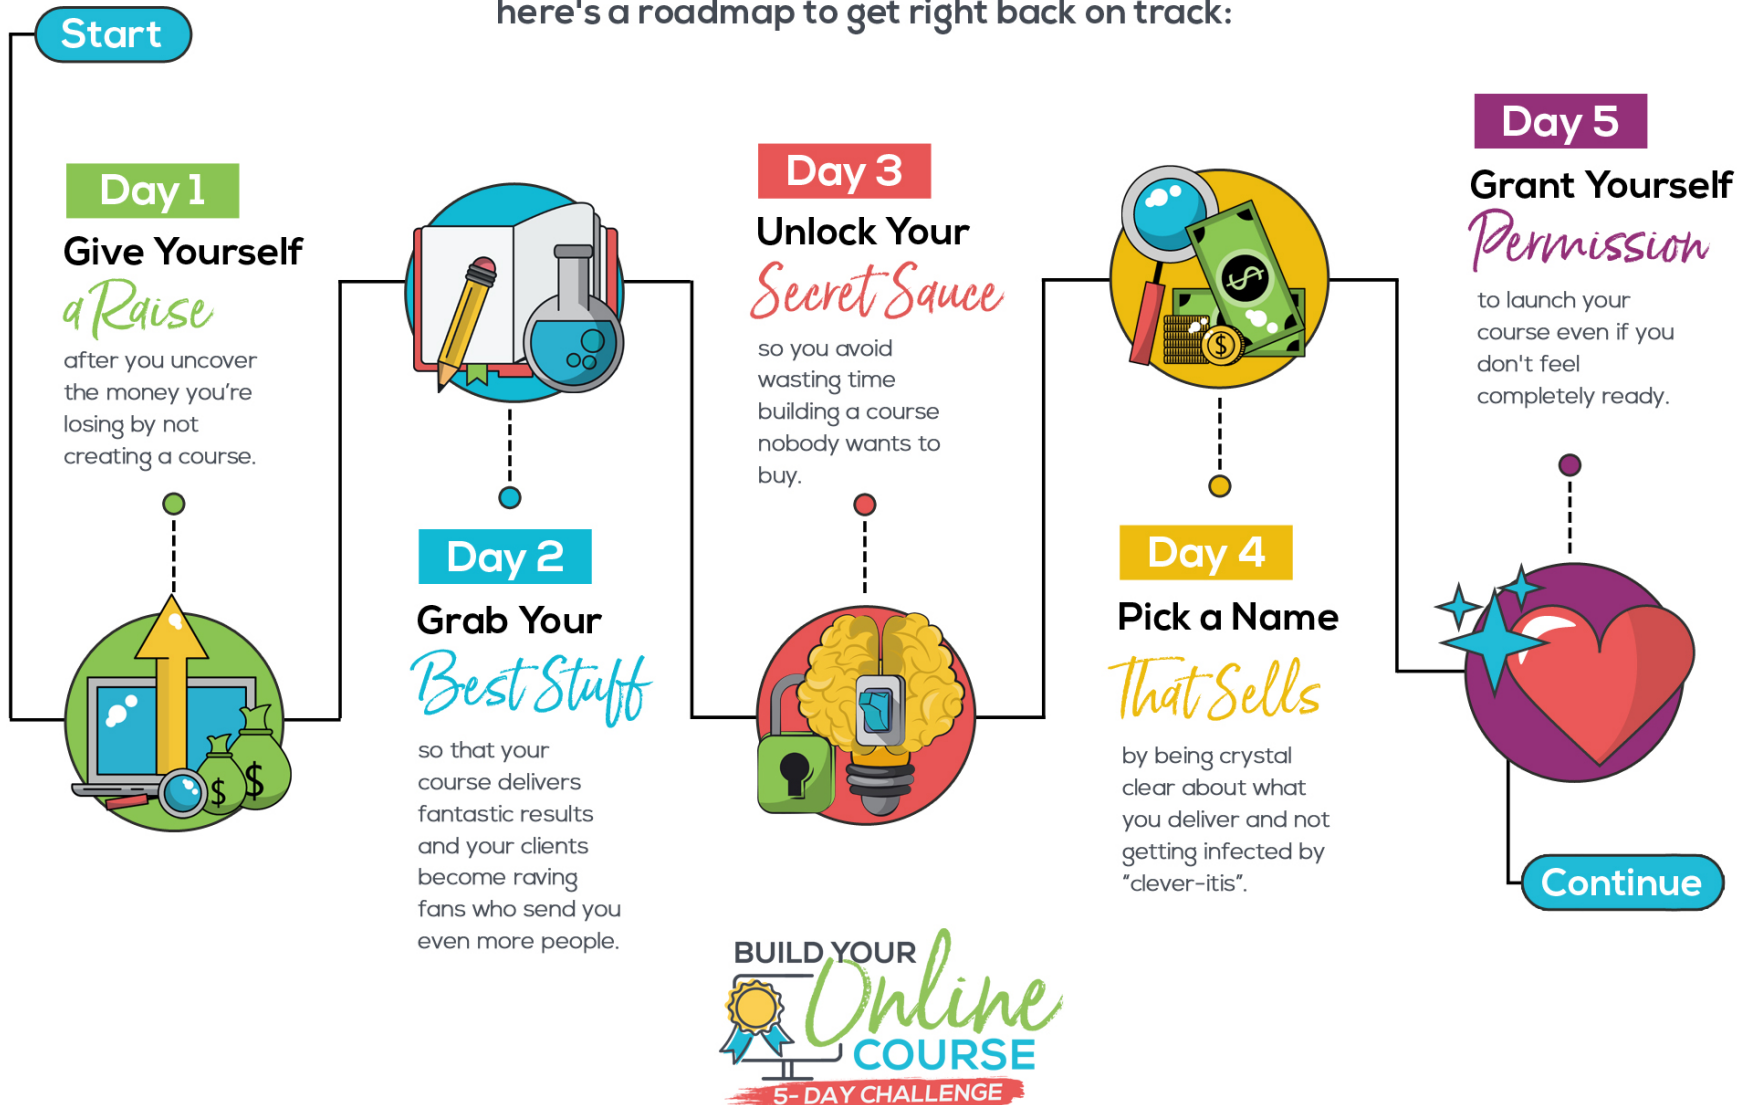 here's a roadmap to get right back on track:
Start
Day 1
Give Yourself
a Raise
after you uncover
the money you're
losing by not
creating a course.
$ $
Day 2
Grab Your
Best Stuff
so that your
course delivers
fantastic results
and your clients
become raving
fans who send you
even more people.
Day 3
Unlock Your
Secret Sauce
so you avoid
wasting time
building a course
nobody wants to
buy.
$
$
Day 4
Pick a Name
That Sells
by being crystal
clear about what
you deliver and not
getting infected by
“clever-itis”.
Day 5
Grant Yourself
Permission
to launch your
course even if you
don't feel
completely ready.
Continue
BUILD YOUR
Online
COURSE
5- DAY CHALLENGE